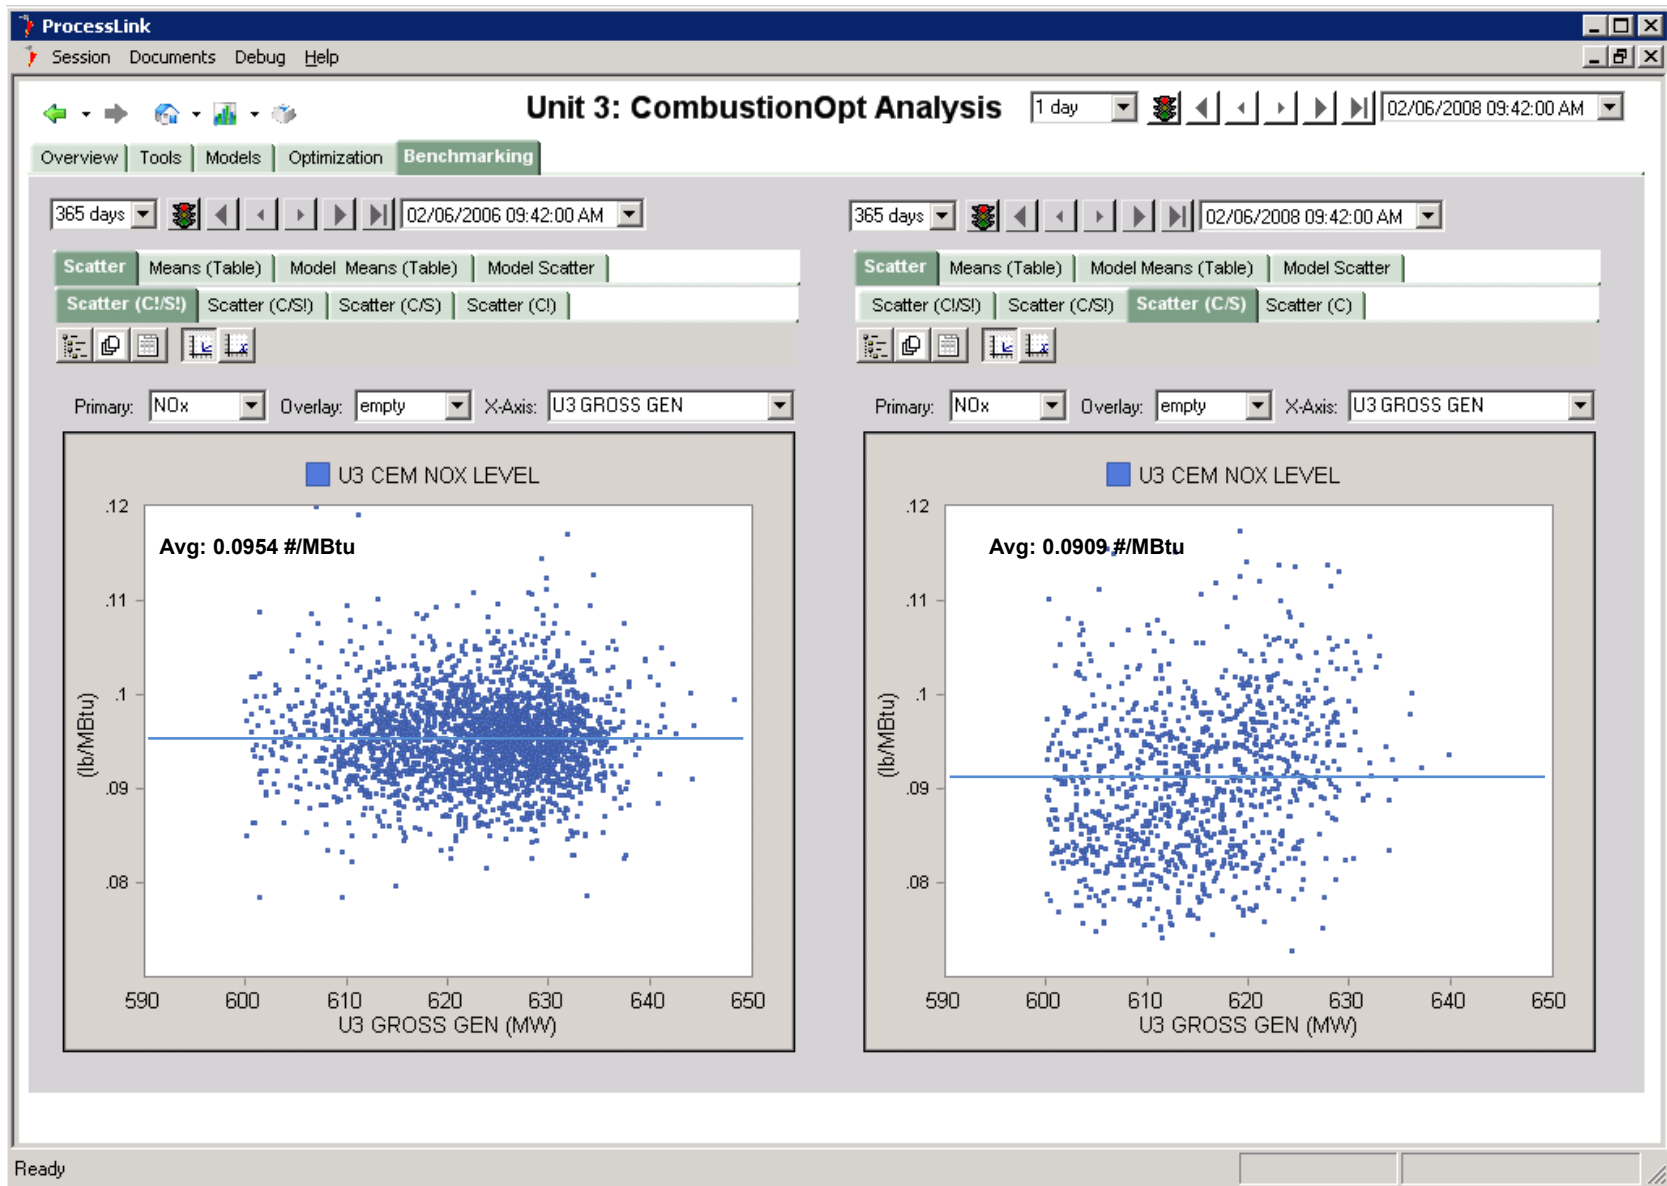 ProcessLink
Session Documents Debug Help
Unit 3: CombustionOpt Analysis 1 day 02/06/2008 09:42:00 AM
Overview Tools Models Optimization Benchmarking
365 days 02/06/2006 09:42:00 AM
Scatter Means (Table) Model Means (Table) Model Scatter
Scatter (C!/S!) Scatter (C/S!) Scatter (C/S) Scatter (C!)
Primary: NOx Overlay: empty X-Axis: U3 GROSS GEN
U3 CEM NOX LEVEL
Avg: 0.0954 #/MBtu
.12
.11
.1
.09
.08
(lb/MBtu)
590 600 610 620 630 640 650
U3 GROSS GEN (MW)
365 days 02/06/2008 09:42:00 AM
Scatter Means (Table) Model Means (Table) Model Scatter
Scatter (C!/S!) Scatter (C/S!) Scatter (C/S) Scatter (C)
Primary: NOx Overlay: empty X-Axis: U3 GROSS GEN
U3 CEM NOX LEVEL
Avg: 0.0909 #/MBtu
.12
.11
.1
.09
.08
(lb/MBtu)
590 600 610 620 630 640 650
U3 GROSS GEN (MW)
Ready